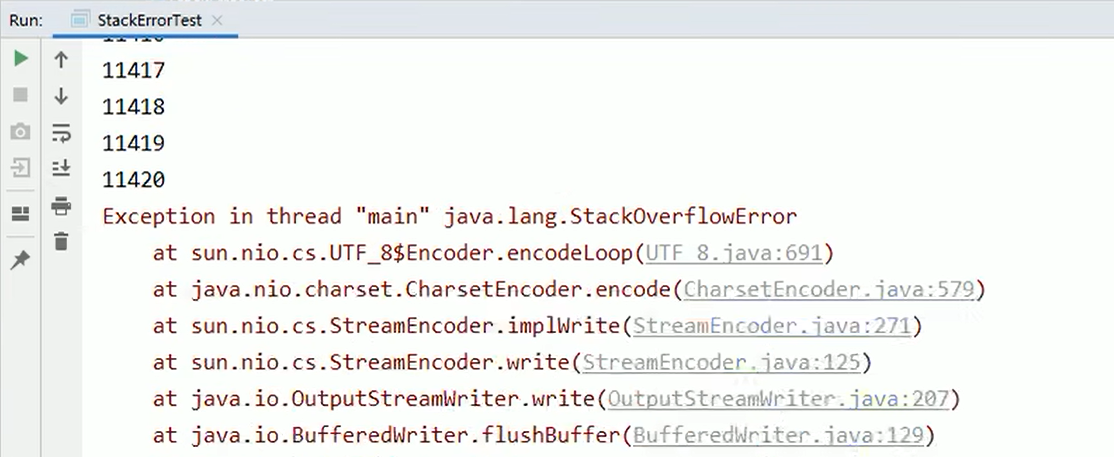 Run: StackErrorTest
11416
11417
11418
11419
11420
Exception in thread "main" java.lang.StackOverflowError
at sun.nio.cs.UTF_8$Encoder.encodeLoop(UTF_8.java:691)
at java.nio.charset.CharsetEncoder.encode(CharsetEncoder.java:579)
at sun.nio.cs.StreamEncoder.implWrite(StreamEncoder.java:271)
at sun.nio.cs.StreamEncoder.write(StreamEncoder.java:125)
at java.io.OutputStreamWriter.write(OutputStreamWriter.java:207)
at java.io.BufferedWriter.flushBuffer(BufferedWriter.java:129)